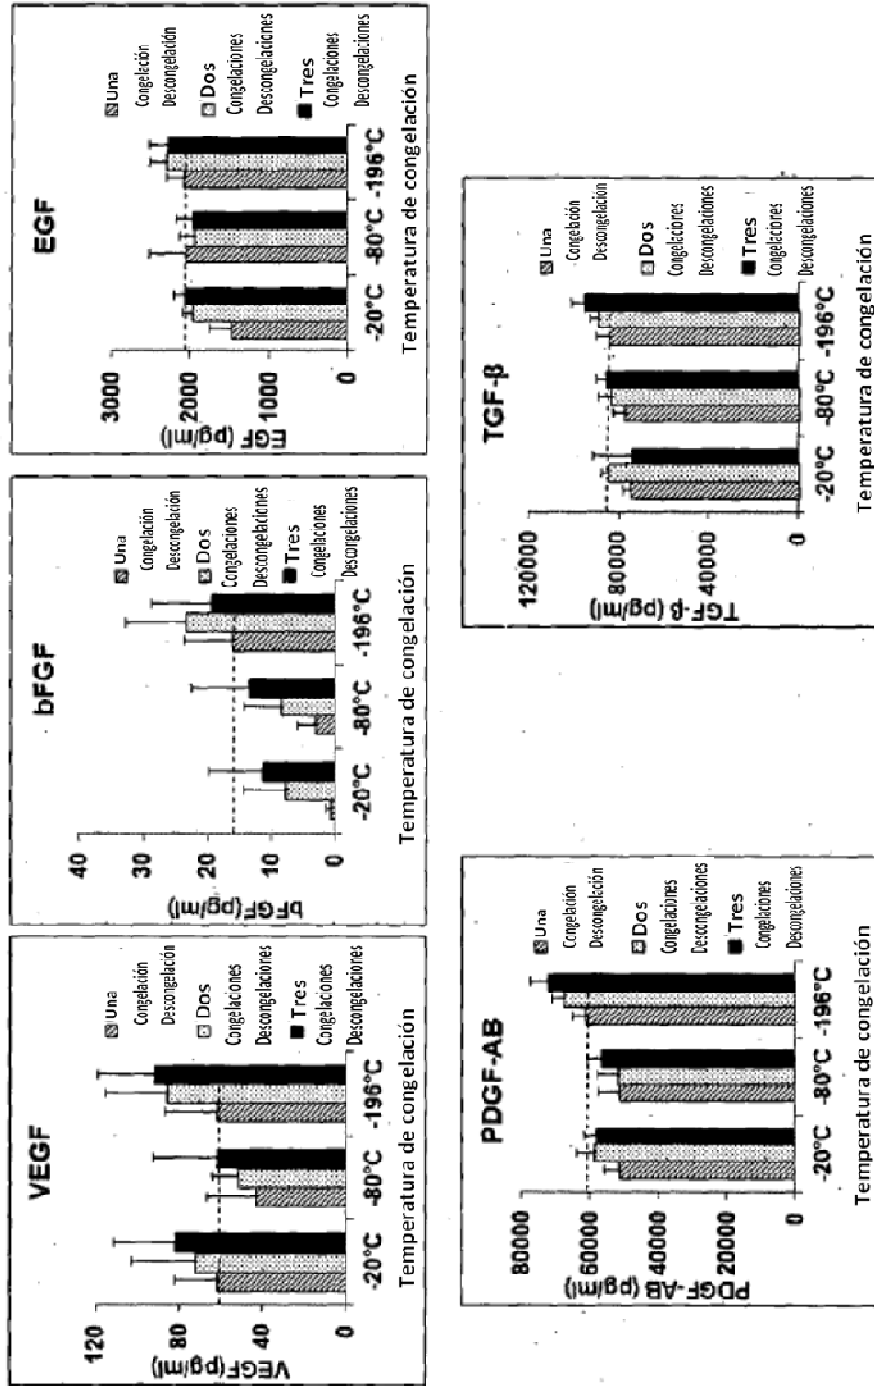 VEGF
VEGF(pg/ml)
120
80
40
0
-20°C
-80°C
-196°C
Temperatura de congelación
Una
Congelación
Descongelación
Dos
Congelaciones
Descongelaciones
Tres
Congelaciones
Descongelaciones
bFGF
bFGF(pg/ml)
40
30
20
10
0
-20°C
-80°C
-196°C
Temperatura de congelación
Una
Congelación
Descongelación
Dos
Congelaciones
Descongelaciones
Tres
Congelaciones
Descongelaciones
EGF
EGF (pg/ml)
3000
2000
1000
0
-20°C
-80°C
-196°C
Temperatura de congelación
Una
Congelación
Descongelación
Dos
Congelaciones
Descongelaciones
Tres
Congelaciones
Descongelaciones
PDGF-AB
PDGF-AB (pg/ml)
80000
60000
40000
20000
0
-20°C
-80°C
-196°C
Temperatura de congelación
Una
Congelación
Descongelación
Dos
Congelaciones
Descongelaciones
Tres
Congelaciones
Descongelaciones
TGF-β
TGF-β (pg/ml)
120000
80000
40000
0
-20°C
-80°C
-196°C
Temperatura de congelación
Una
Congelación
Descongelación
Dos
Congelaciones
Descongelaciones
Tres
Congelaciones
Descongelaciones